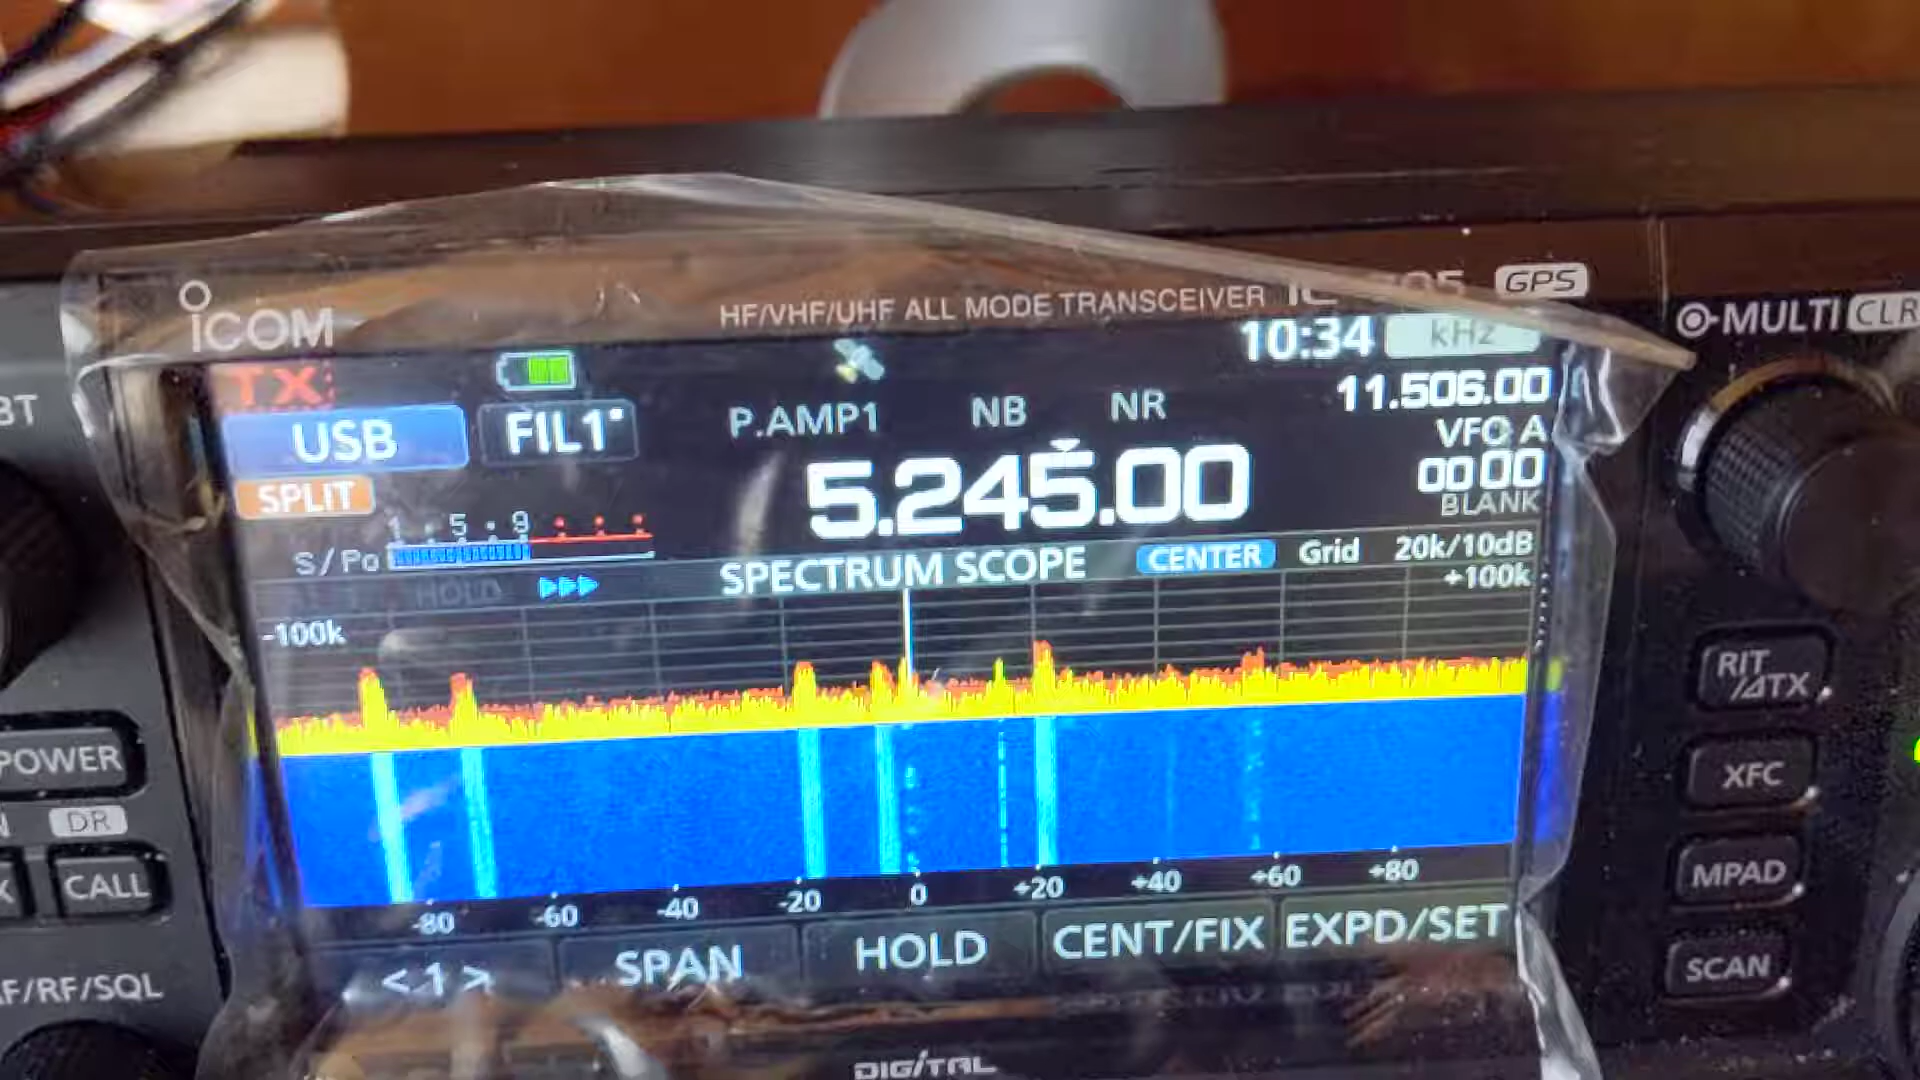 ICOM
HF/VHF/UHF ALL MODE TRANSCEIVER
GPS
MULTI CLR
10:34
kHz
TX
11.506.00
BT
USB
FIL1
P.AMP1
NB
NR
VFO A
5.245.00
SPLIT
00 00
BLANK
1 · 5 · 9
S/Po
HOLD
SPECTRUM SCOPE
CENTER
Grid
20k/10dB
-100k
+100k
RIT
/⊿TX
POWER
XFC
DR
CALL
MPAD
-80
-60
-40
-20
0
+20
+40
+60
+80
<1>
SPAN
HOLD
CENT/FIX
EXPD/SET
SCAN
AF/RF/SQL
DIGITAL